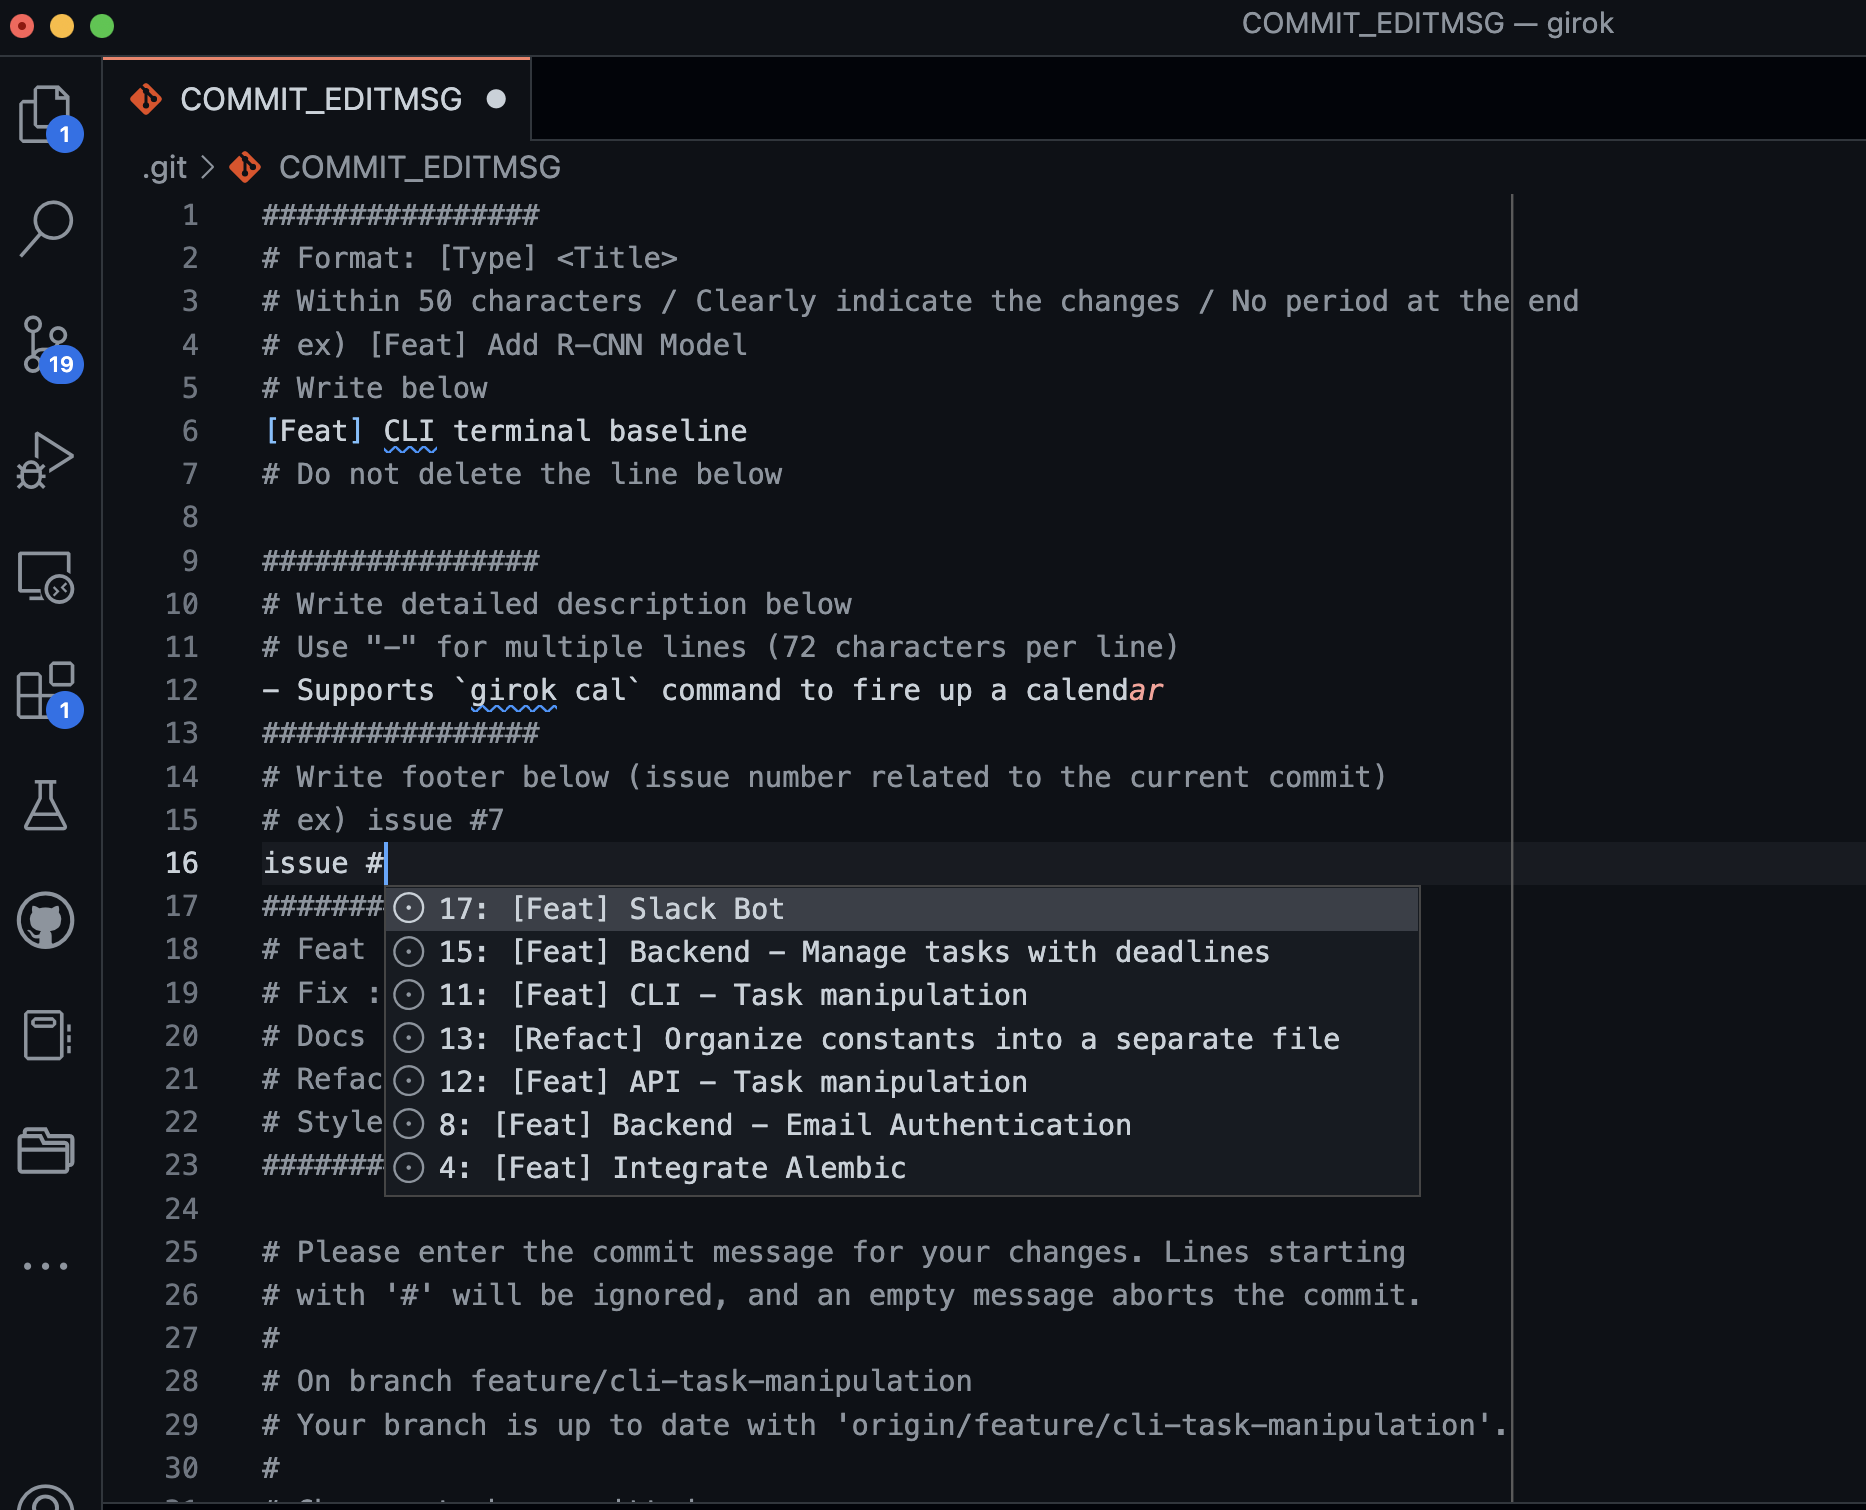 COMMIT_EDITMSG — girok
COMMIT_EDITMSG
.git > COMMIT_EDITMSG
1
19
1
1 ################
2 # Format: [Type] <Title>
3 # Within 50 characters / Clearly indicate the changes / No period at the end
4 # ex) [Feat] Add R-CNN Model
5 # Write below
6 [Feat] CLI terminal baseline
7 # Do not delete the line below
8
9 ################
10 # Write detailed description below
11 # Use "-" for multiple lines (72 characters per line)
12 - Supports `girok cal` command to fire up a calendar
13 ################
14 # Write footer below (issue number related to the current commit)
15 # ex) issue #7
16 issue #
17 #######
18 # Feat
19 # Fix :
20 # Docs
21 # Refac
22 # Style
23 #######
17: [Feat] Slack Bot
15: [Feat] Backend - Manage tasks with deadlines
11: [Feat] CLI - Task manipulation
13: [Refact] Organize constants into a separate file
12: [Feat] API - Task manipulation
8: [Feat] Backend - Email Authentication
4: [Feat] Integrate Alembic
24
25 # Please enter the commit message for your changes. Lines starting
26 # with '#' will be ignored, and an empty message aborts the commit.
27 #
28 # On branch feature/cli-task-manipulation
29 # Your branch is up to date with 'origin/feature/cli-task-manipulation'.
30 #